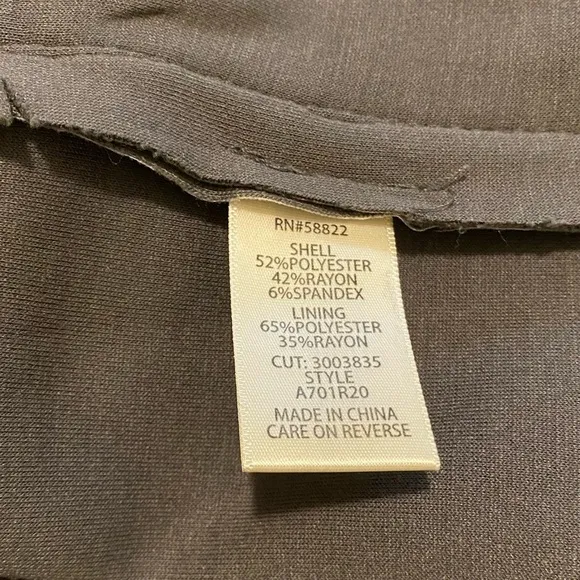 RN#58822
SHELL
52%POLYESTER
42%RAYON
6%SPANDEX
LINING
65%POLYESTER
35%RAYON
CUT: 3003835
STYLE
A701R20
MADE IN CHINA
CARE ON REVERSE